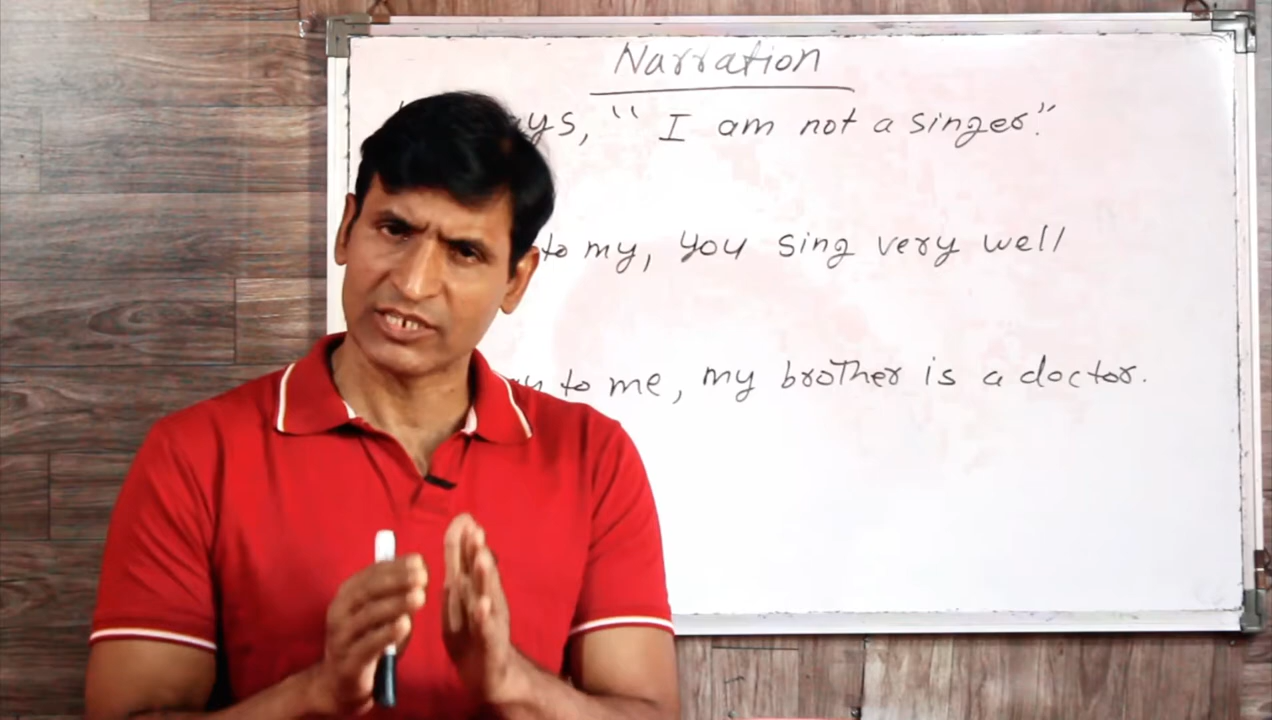 Narration
ys, “ I am not a singer.”
to my, you sing very well
to me, my brother is a doctor.